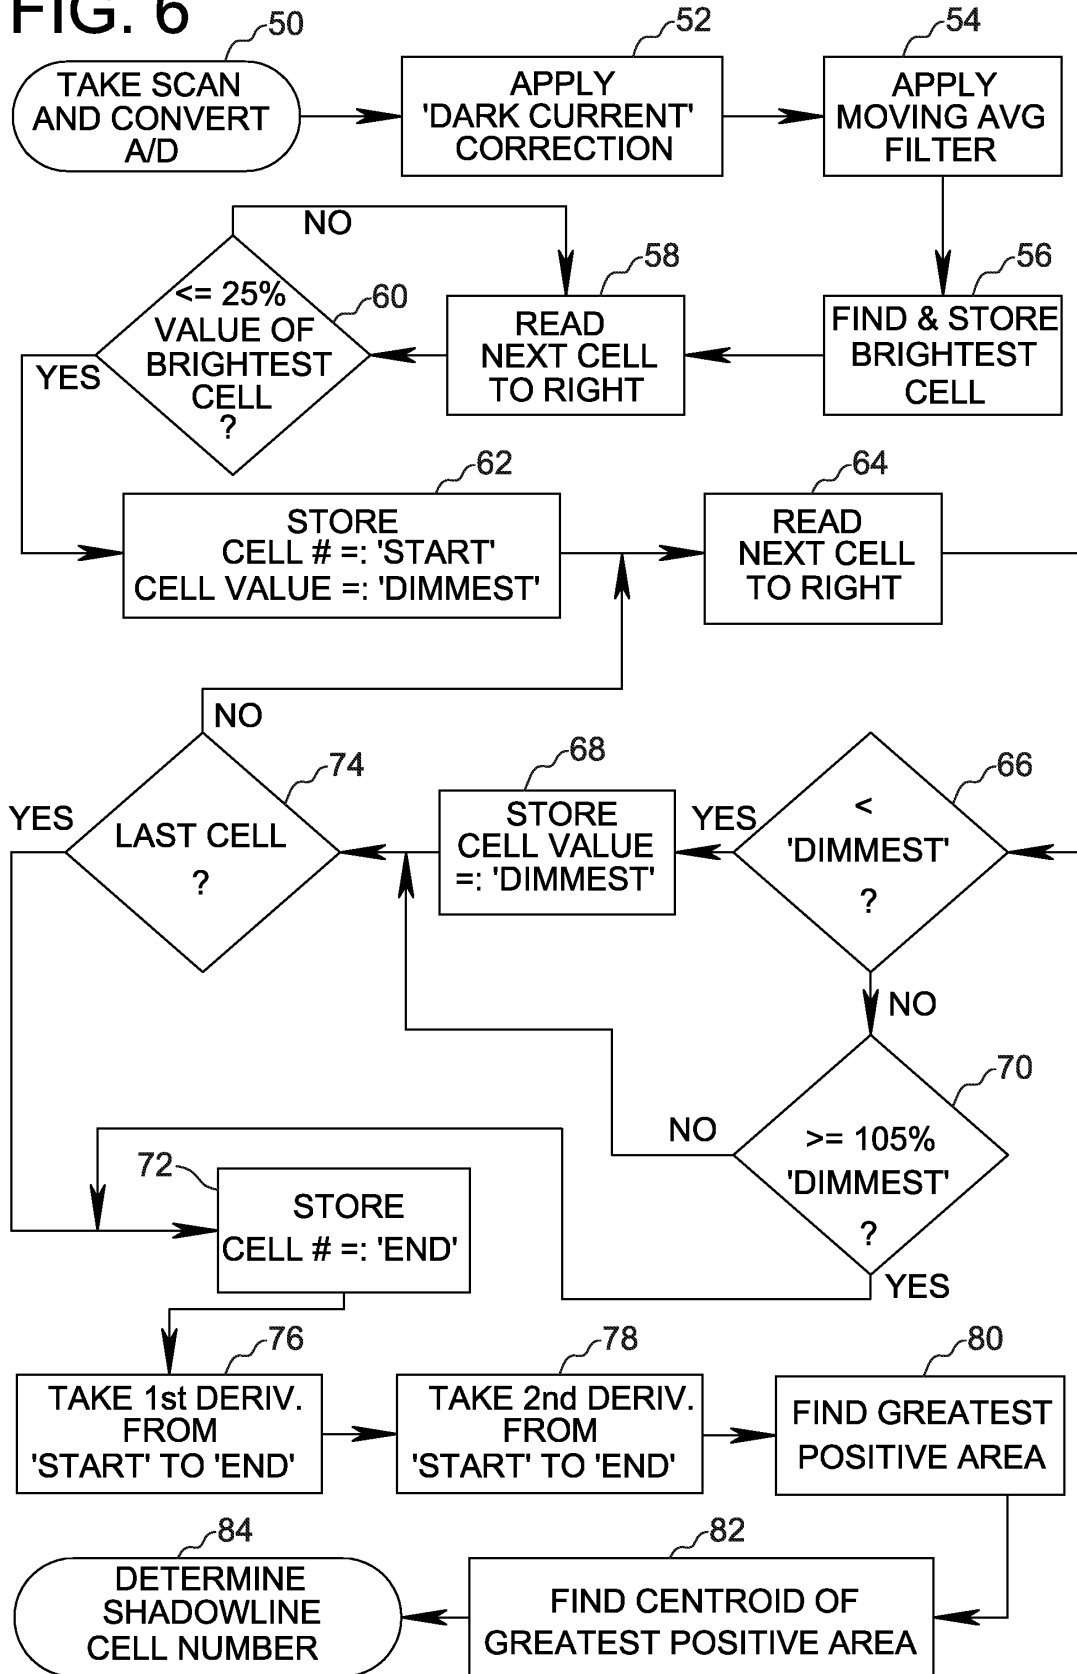 FIG. 6
50
TAKE SCAN
AND CONVERT
A/D
52
APPLY
'DARK CURRENT'
CORRECTION
54
APPLY
MOVING AVG
FILTER
56
FIND & STORE
BRIGHTEST
CELL
58
READ
NEXT CELL
TO RIGHT
NO
60
<= 25%
VALUE OF
BRIGHTEST
CELL
?
YES
62
STORE
CELL # =: 'START'
CELL VALUE =: 'DIMMEST'
64
READ
NEXT CELL
TO RIGHT
66
<
'DIMMEST'
?
YES
NO
68
STORE
CELL VALUE
=: 'DIMMEST'
74
LAST CELL
?
NO
YES
70
>= 105%
'DIMMEST'
?
NO
YES
72
STORE
CELL # =: 'END'
76
TAKE 1st DERIV.
FROM
'START' TO 'END'
78
TAKE 2nd DERIV.
FROM
'START' TO 'END'
80
FIND GREATEST
POSITIVE AREA
82
FIND CENTROID OF
GREATEST POSITIVE AREA
84
DETERMINE
SHADOWLINE
CELL NUMBER